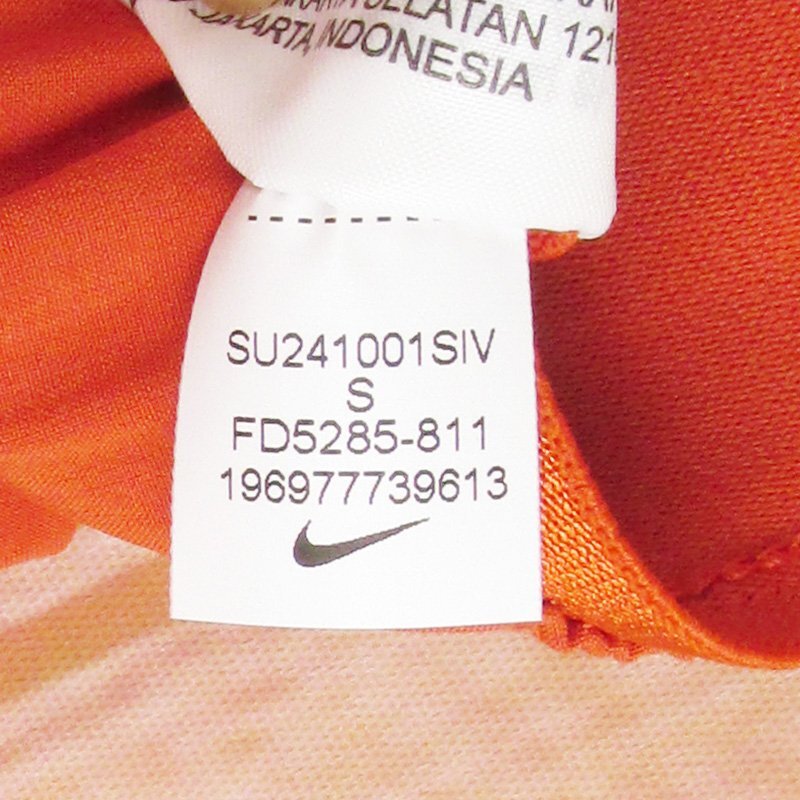 SELATAN 121
JAKARTA, INDONESIA
SU241001SIV
S
FD5285-811
196977739613